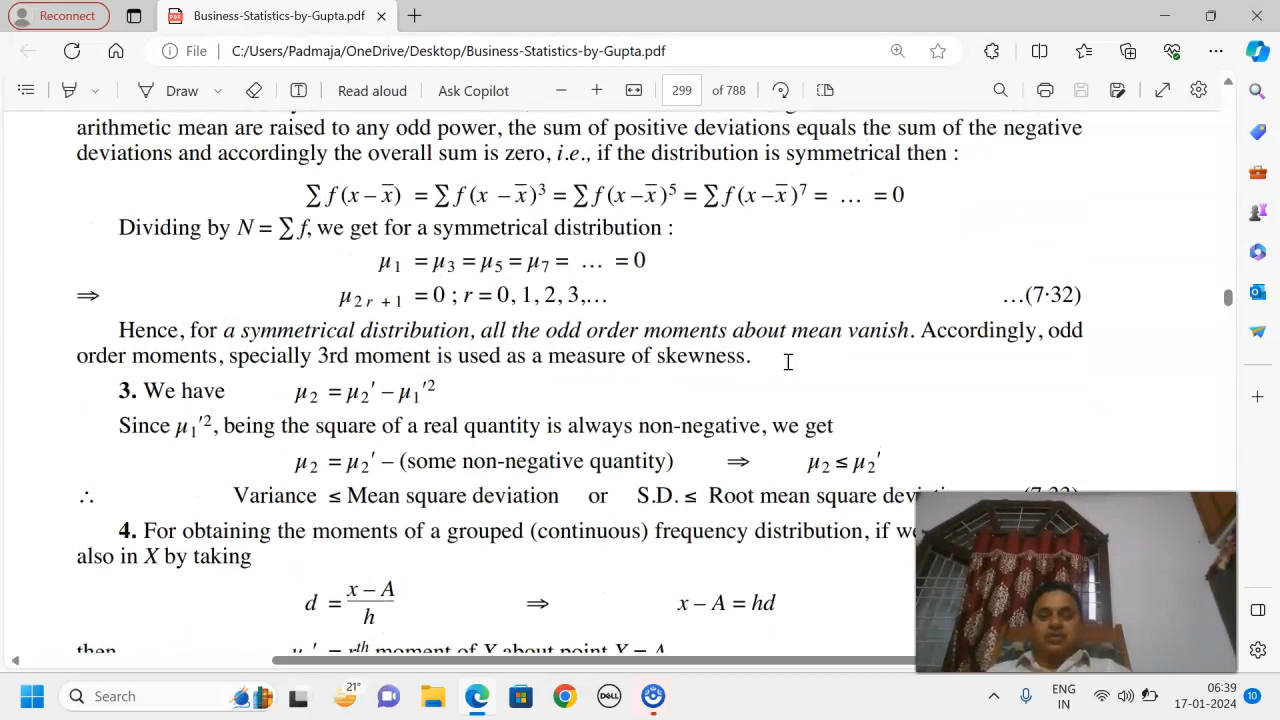 Reconnect
Business-Statistics-by-Gupta.pdf
File C:/Users/Padmaja/OneDrive/Desktop/Business-Statistics-by-Gupta.pdf
Draw Read aloud Ask Copilot 299 of 788
arithmetic mean are raised to any odd power, the sum of positive deviations equals the sum of the negative
deviations and accordingly the overall sum is zero, i.e., if the distribution is symmetrical then :
∑ f (x – x̅) = ∑ f (x – x̅)³ = ∑ f (x – x̅)⁵ = ∑ f (x – x̅)⁷ = … = 0
Dividing by N = ∑ f, we get for a symmetrical distribution :
μ₁ = μ₃ = μ₅ = μ₇ = … = 0
⇒ μ₂ᵣ ₊ ₁ = 0 ; r = 0, 1, 2, 3,… …(7·32)
Hence, for a symmetrical distribution, all the odd order moments about mean vanish. Accordingly, odd
order moments, specially 3rd moment is used as a measure of skewness.
3. We have μ₂ = μ₂′ – μ₁′²
Since μ₁′², being the square of a real quantity is always non-negative, we get
μ₂ = μ₂′ – (some non-negative quantity) ⇒ μ₂ ≤ μ₂′
∴ Variance ≤ Mean square deviation or S.D. ≤ Root mean square
4. For obtaining the moments of a grouped (continuous) frequency distribution, if we
also in X by taking
d = (x – A)/h ⇒ x – A = hd
then μ ′ = rᵗʰ moment of X about point X = A
Search
21°
DELL
ENG
IN
06:39
17-01-2024
10